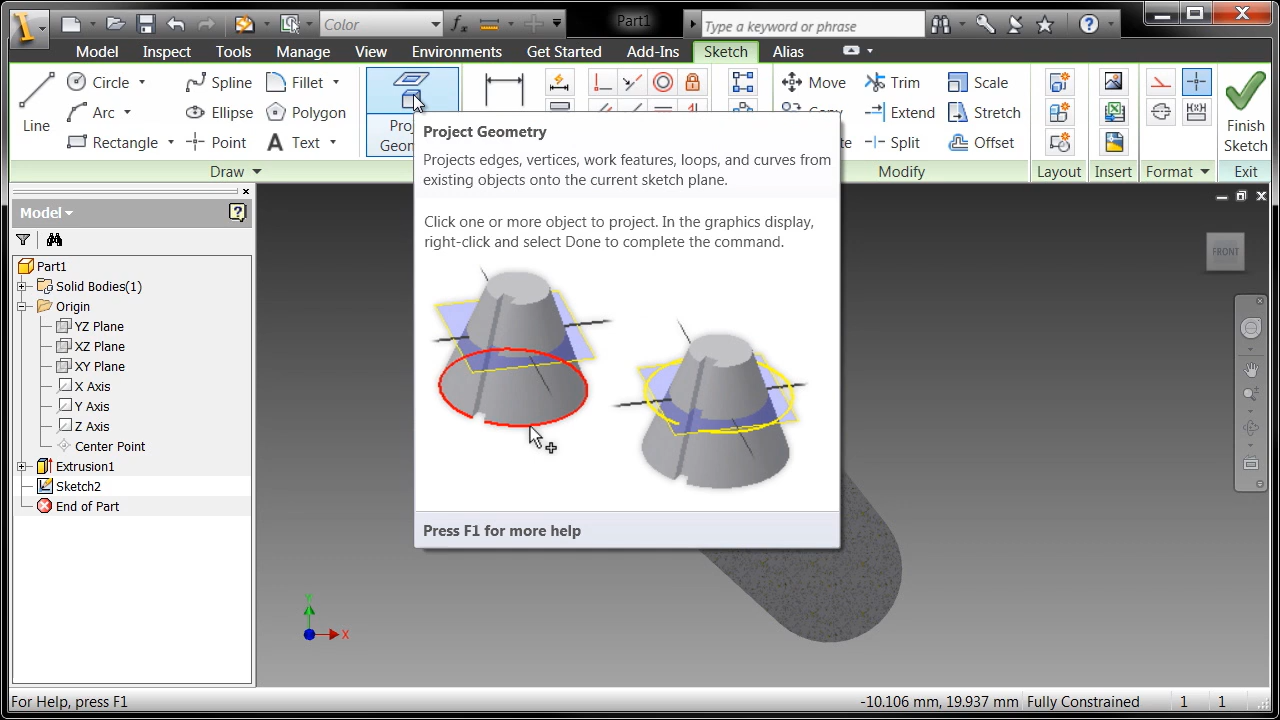 Color
Part1
Type a keyword or phrase
Model
Inspect
Tools
Manage
View
Environments
Get Started
Add-Ins
Sketch
Alias
Line
Circle
Arc
Rectangle
Spline
Ellipse
Point
Fillet
Polygon
Text
Draw
Move
Trim
Extend
Split
Scale
Stretch
Offset
Modify
Layout
Insert
Format
Finish
Sketch
Exit
Project Geometry
Projects edges, vertices, work features, loops, and curves from
existing objects onto the current sketch plane.
Click one or more object to project. In the graphics display,
right-click and select Done to complete the command.
Press F1 for more help
Model
Part1
Solid Bodies(1)
Origin
YZ Plane
XZ Plane
XY Plane
X Axis
Y Axis
Z Axis
Center Point
Extrusion1
Sketch2
End of Part
FRONT
Y
X
For Help, press F1
-10.106 mm, 19.937 mm
Fully Constrained
1
1